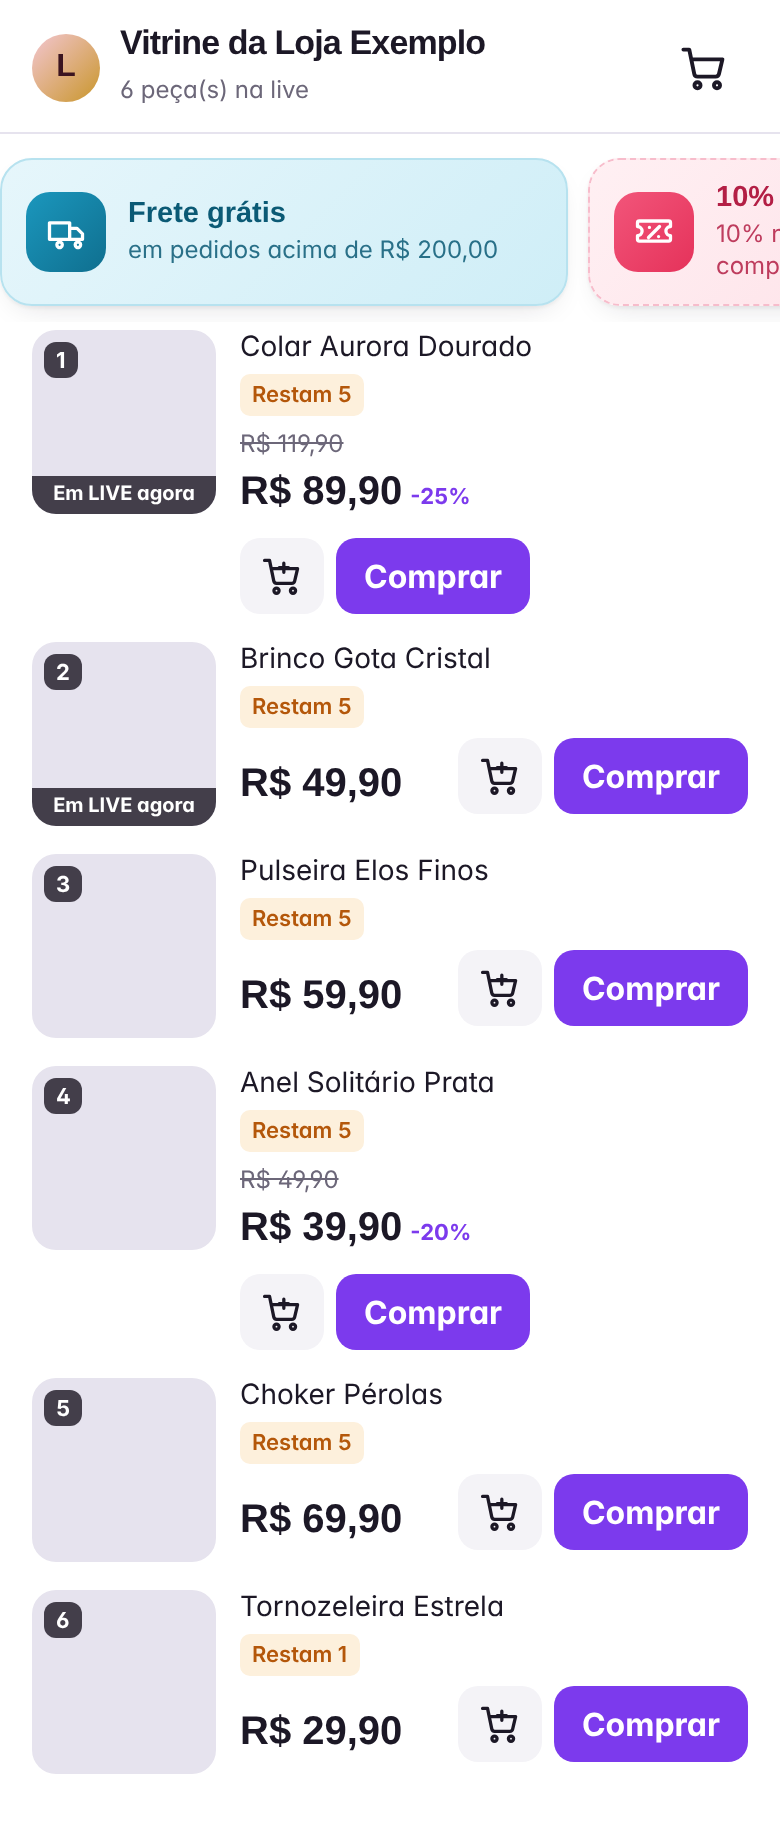 L
Vitrine da Loja Exemplo
6 peça(s) na live
Frete grátis
em pedidos acima de R$ 200,00
10%
10%
1
Em LIVE agora
Colar Aurora Dourado
Restam 5
R$ 119,90
R$ 89,90 -25%
Comprar
2
Em LIVE agora
Brinco Gota Cristal
Restam 5
R$ 49,90
Comprar
3
Pulseira Elos Finos
Restam 5
R$ 59,90
Comprar
4
Anel Solitário Prata
Restam 5
R$ 49,90
R$ 39,90 -20%
Comprar
5
Choker Pérolas
Restam 5
R$ 69,90
Comprar
6
Tornozeleira Estrela
Restam 1
R$ 29,90
Comprar